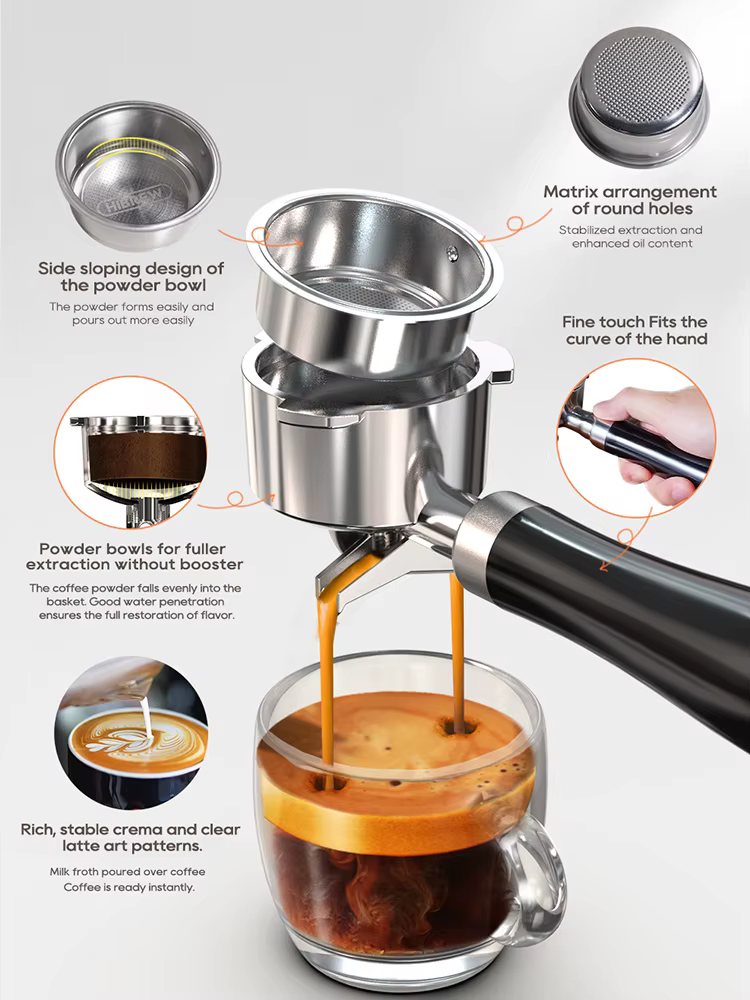 HiBREW
Matrix arrangement
of round holes
Stabilized extraction and
enhanced oil content
Side sloping design of
the powder bowl
The powder forms easily and
pours out more easily
Fine touch Fits the
curve of the hand
Powder bowls for fuller
extraction without booster
The coffee powder falls evenly into the
basket. Good water penetration
ensures the full restoration of flavor.
Rich, stable crema and clear
latte art patterns.
Milk froth poured over coffee
Coffee is ready instantly.